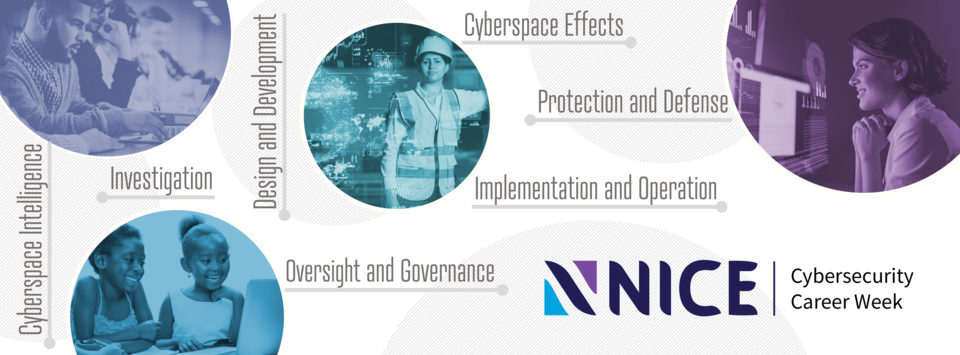 Cyberspace Effects
Design and Development
Protection and Defense
Cyberspace Intelligence
Investigation
Implementation and Operation
Oversight and Governance
NICE
Cybersecurity
Career Week